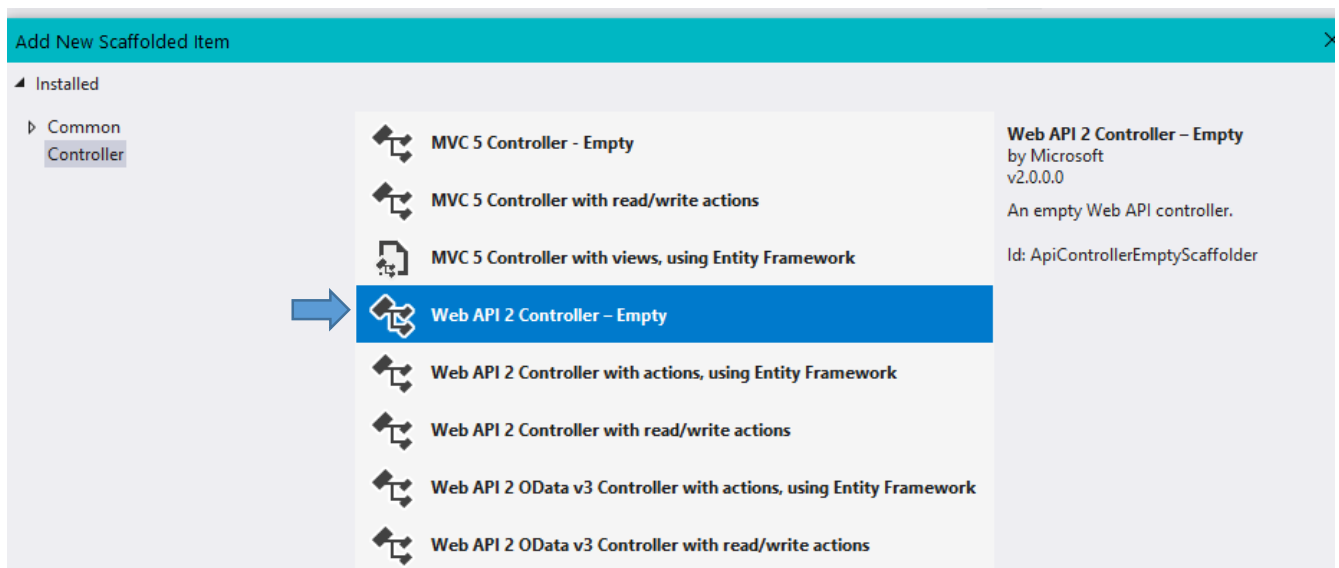 Add New Scaffolded Item
Installed
Common
Controller
MVC 5 Controller - Empty
MVC 5 Controller with read/write actions
MVC 5 Controller with views, using Entity Framework
Web API 2 Controller – Empty
Web API 2 Controller with actions, using Entity Framework
Web API 2 Controller with read/write actions
Web API 2 OData v3 Controller with actions, using Entity Framework
Web API 2 OData v3 Controller with read/write actions
Web API 2 Controller – Empty
by Microsoft
v2.0.0.0
An empty Web API controller.
Id: ApiControllerEmptyScaffolder